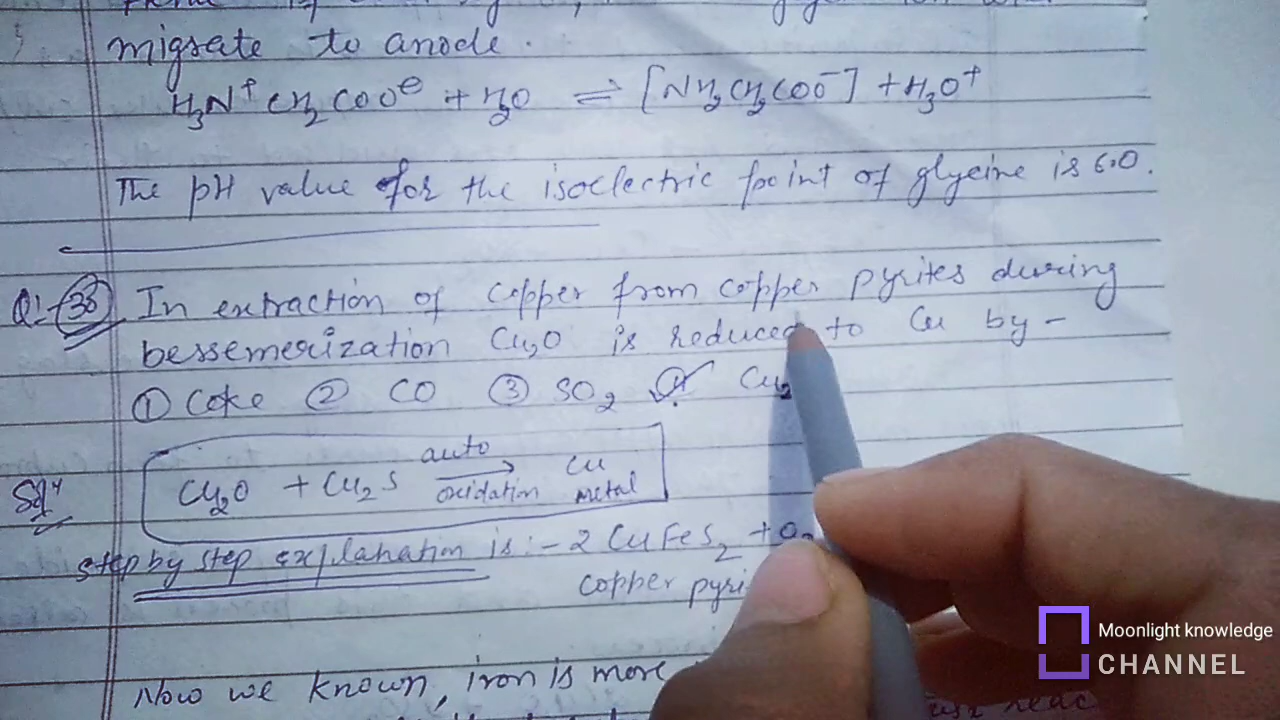 migrate to anode.
H₃N⁺CH₂COO⊖ + H₂O ⇌ [NH₂CH₂COO⁻] + H₃O⁺
The pH value for the isoelectric point of glycine is 6.0.
Q:- 38 In extraction of copper from copper pyrites during
bessemerization Cu₂O is reduced to Cu by -
① Coke ② CO ③ SO₂ ④ Cu₂
Solⁿ Cu₂O + Cu₂S auto oxidation → Cu metal
step by step explanation is :- 2 CuFeS₂ + O₂
copper pyri
Now we known, iron is more
Moonlight knowledge
CHANNEL